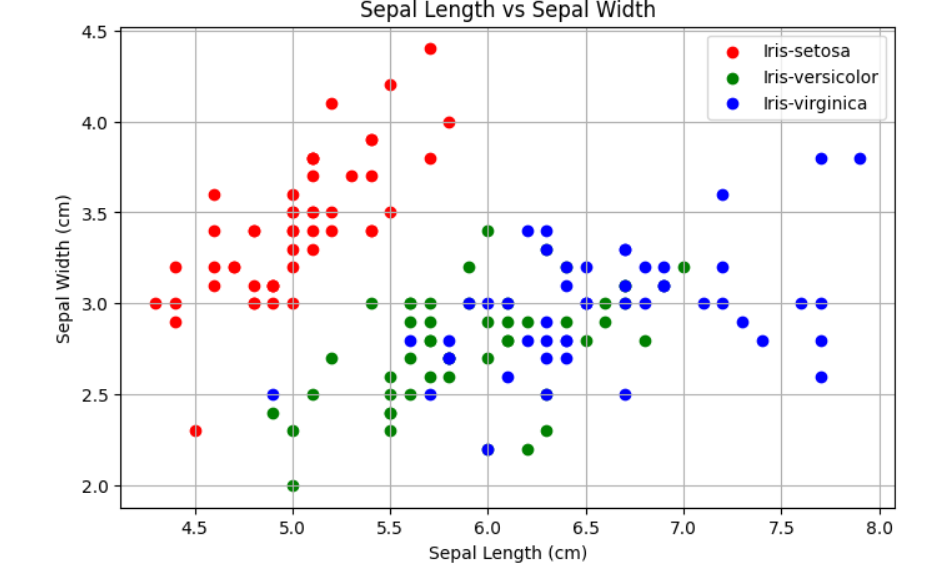 Sepal Length vs Sepal Width
4.5
4.0
3.5
3.0
2.5
2.0
Sepal Width (cm)
Iris-setosa
Iris-versicolor
Iris-virginica
4.5 5.0 5.5 6.0 6.5 7.0 7.5 8.0
Sepal Length (cm)